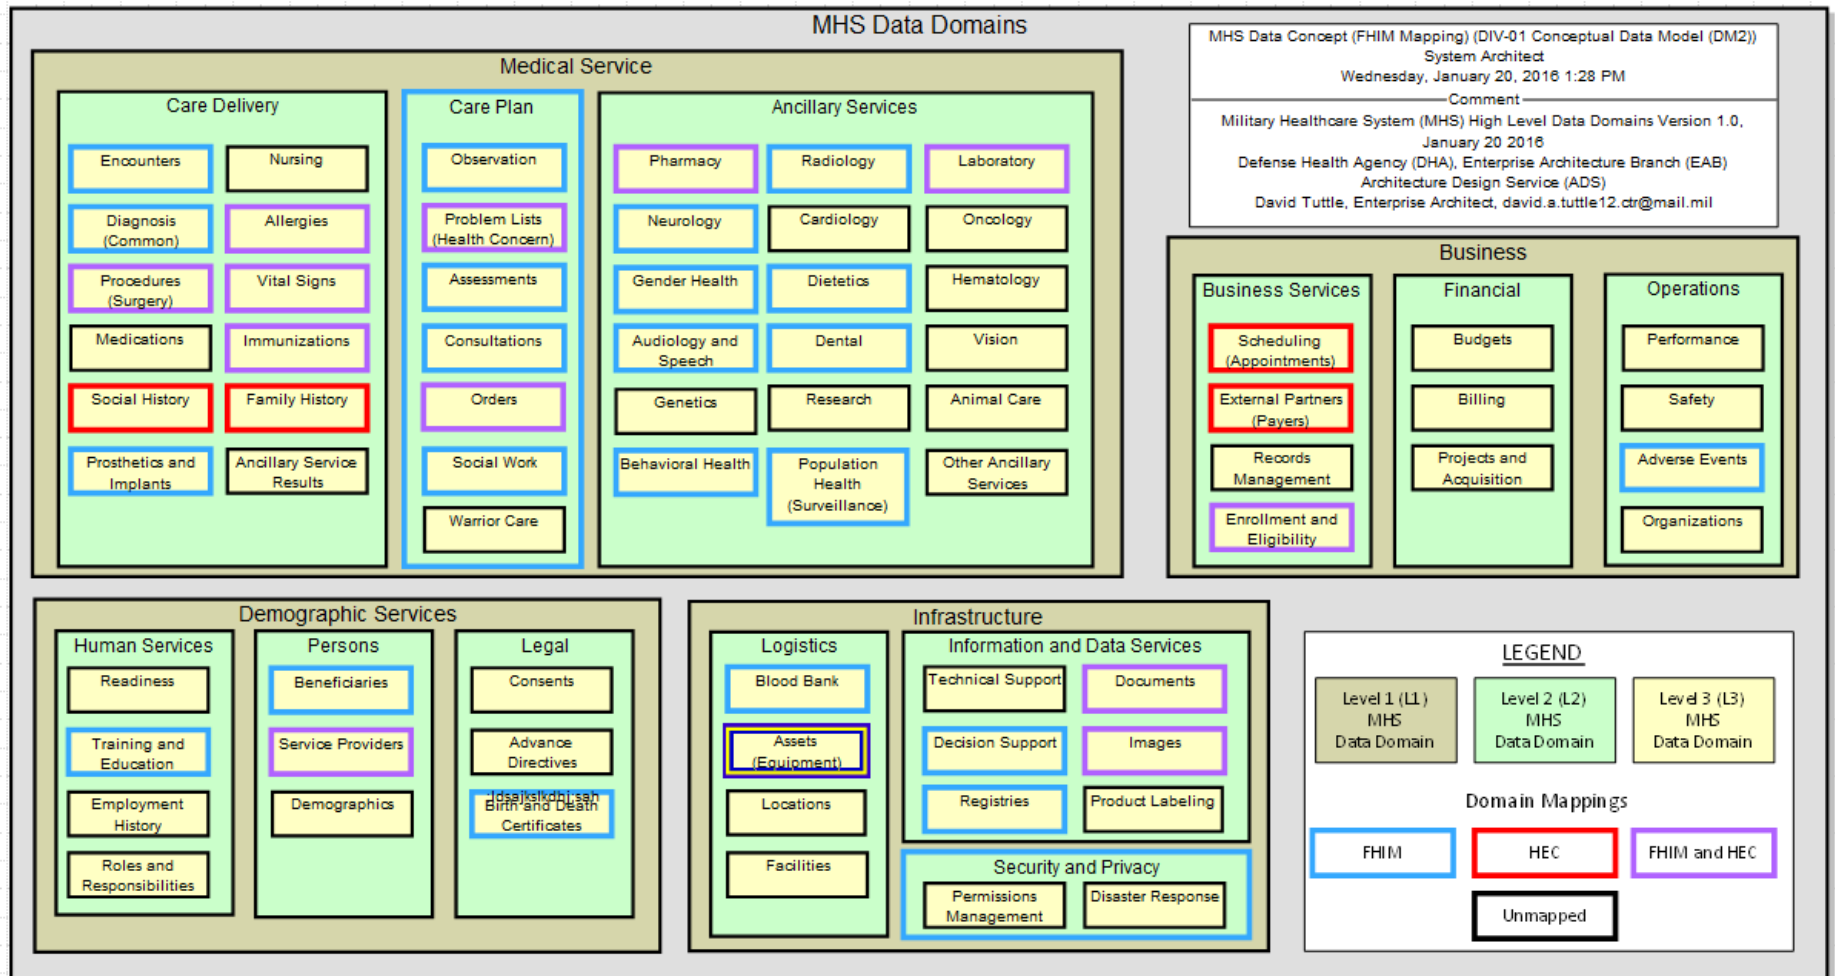 MHS Data Domains
MHS Data Concept (FHIM Mapping) (DIV-01 Conceptual Data Model (DM2))
System Architect
Wednesday, January 20, 2016 1:28 PM
Comment
Military Healthcare System (MHS) High Level Data Domains Version 1.0,
January 20 2016
Defense Health Agency (DHA), Enterprise Architecture Branch (EAB)
Architecture Design Service (ADS)
David Tuttle, Enterprise Architect, david.a.tuttle12.ctr@mail.mil
Medical Service
Care Delivery
Encounters
Nursing
Diagnosis
(Common)
Allergies
Procedures
(Surgery)
Vital Signs
Medications
Immunizations
Social History
Family History
Prosthetics and
Implants
Ancillary Service
Results
Care Plan
Observation
Problem Lists
(Health Concern)
Assessments
Consultations
Orders
Social Work
Warrior Care
Ancillary Services
Pharmacy
Radiology
Laboratory
Neurology
Cardiology
Oncology
Gender Health
Dietetics
Hematology
Audiology and
Speech
Dental
Vision
Genetics
Research
Animal Care
Behavioral Health
Population
Health
(Surveillance)
Other Ancillary
Services
Business
Business Services
Scheduling
(Appointments)
External Partners
(Payers)
Records
Management
Enrollment and
Eligibility
Financial
Budgets
Billing
Projects and
Acquisition
Operations
Performance
Safety
Adverse Events
Organizations
Demographic Services
Human Services
Readiness
Training and
Education
Employment
History
Roles and
Responsibilities
Persons
Beneficiaries
Service Providers
Demographics
Legal
Consents
Advance
Directives
Birth and Death
Certificates
Infrastructure
Logistics
Blood Bank
Assets
(Equipment)
Locations
Facilities
Information and Data Services
Technical Support
Documents
Decision Support
Images
Registries
Product Labeling
Security and Privacy
Permissions
Management
Disaster Response
LEGEND
Level 1 (L1)
MHS
Data Domain
Level 2 (L2)
MHS
Data Domain
Level 3 (L3)
MHS
Data Domain
Domain Mappings
FHIM
HEC
FHIM and HEC
Unmapped